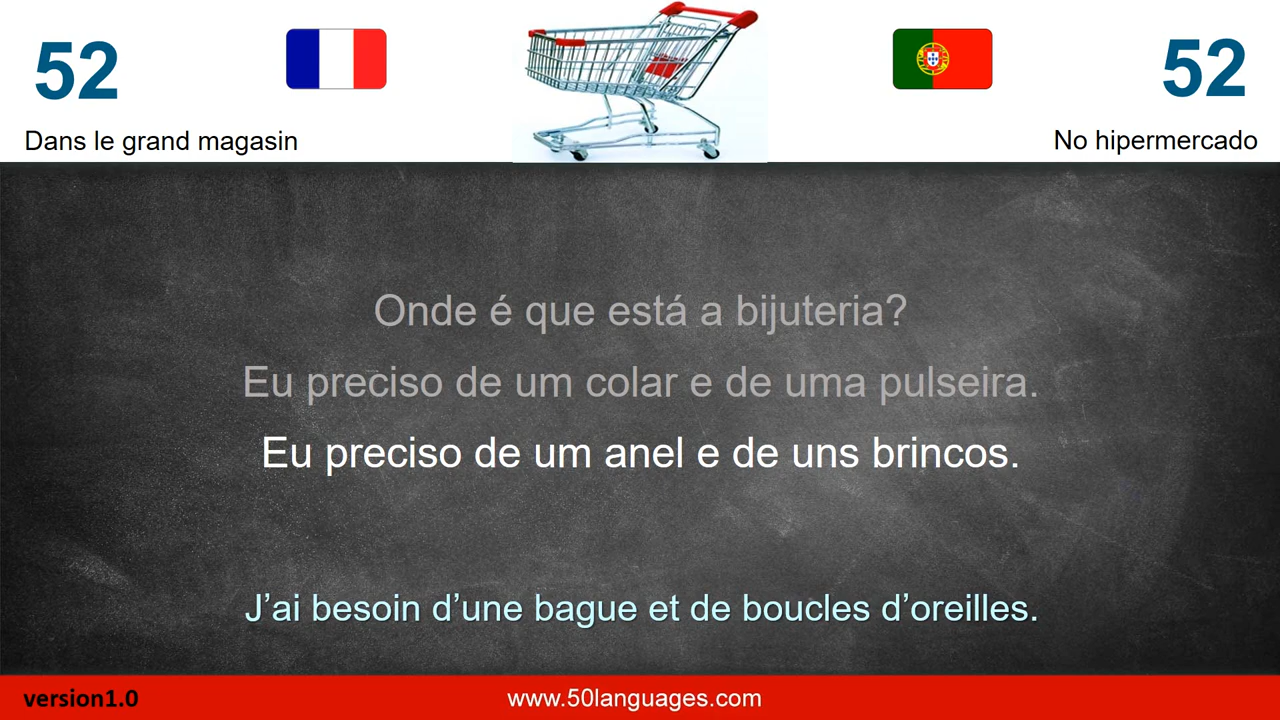 52
52
Dans le grand magasin
No hipermercado
Onde é que está a bijuteria?
Eu preciso de um colar e de uma pulseira.
Eu preciso de um anel e de uns brincos.
J’ai besoin d’une bague et de boucles d’oreilles.
version1.0
www.50languages.com